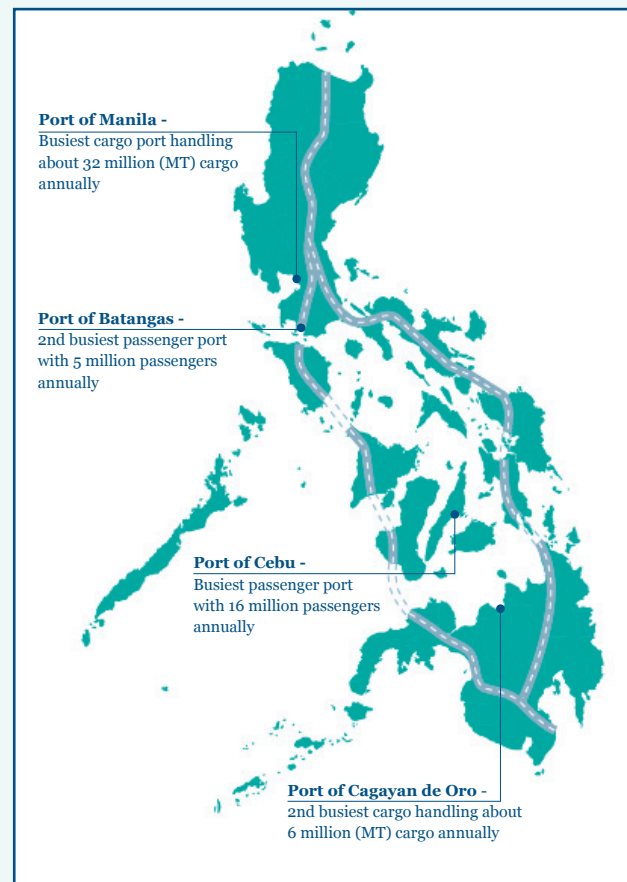 Port of Manila -
Busiest cargo port handling
about 32 million (MT) cargo
annually
Port of Batangas -
2nd busiest passenger port
with 5 million passengers
annually
Port of Cebu -
Busiest passenger port
with 16 million passengers
annually
Port of Cagayan de Oro -
2nd busiest cargo handling about
6 million (MT) cargo annually